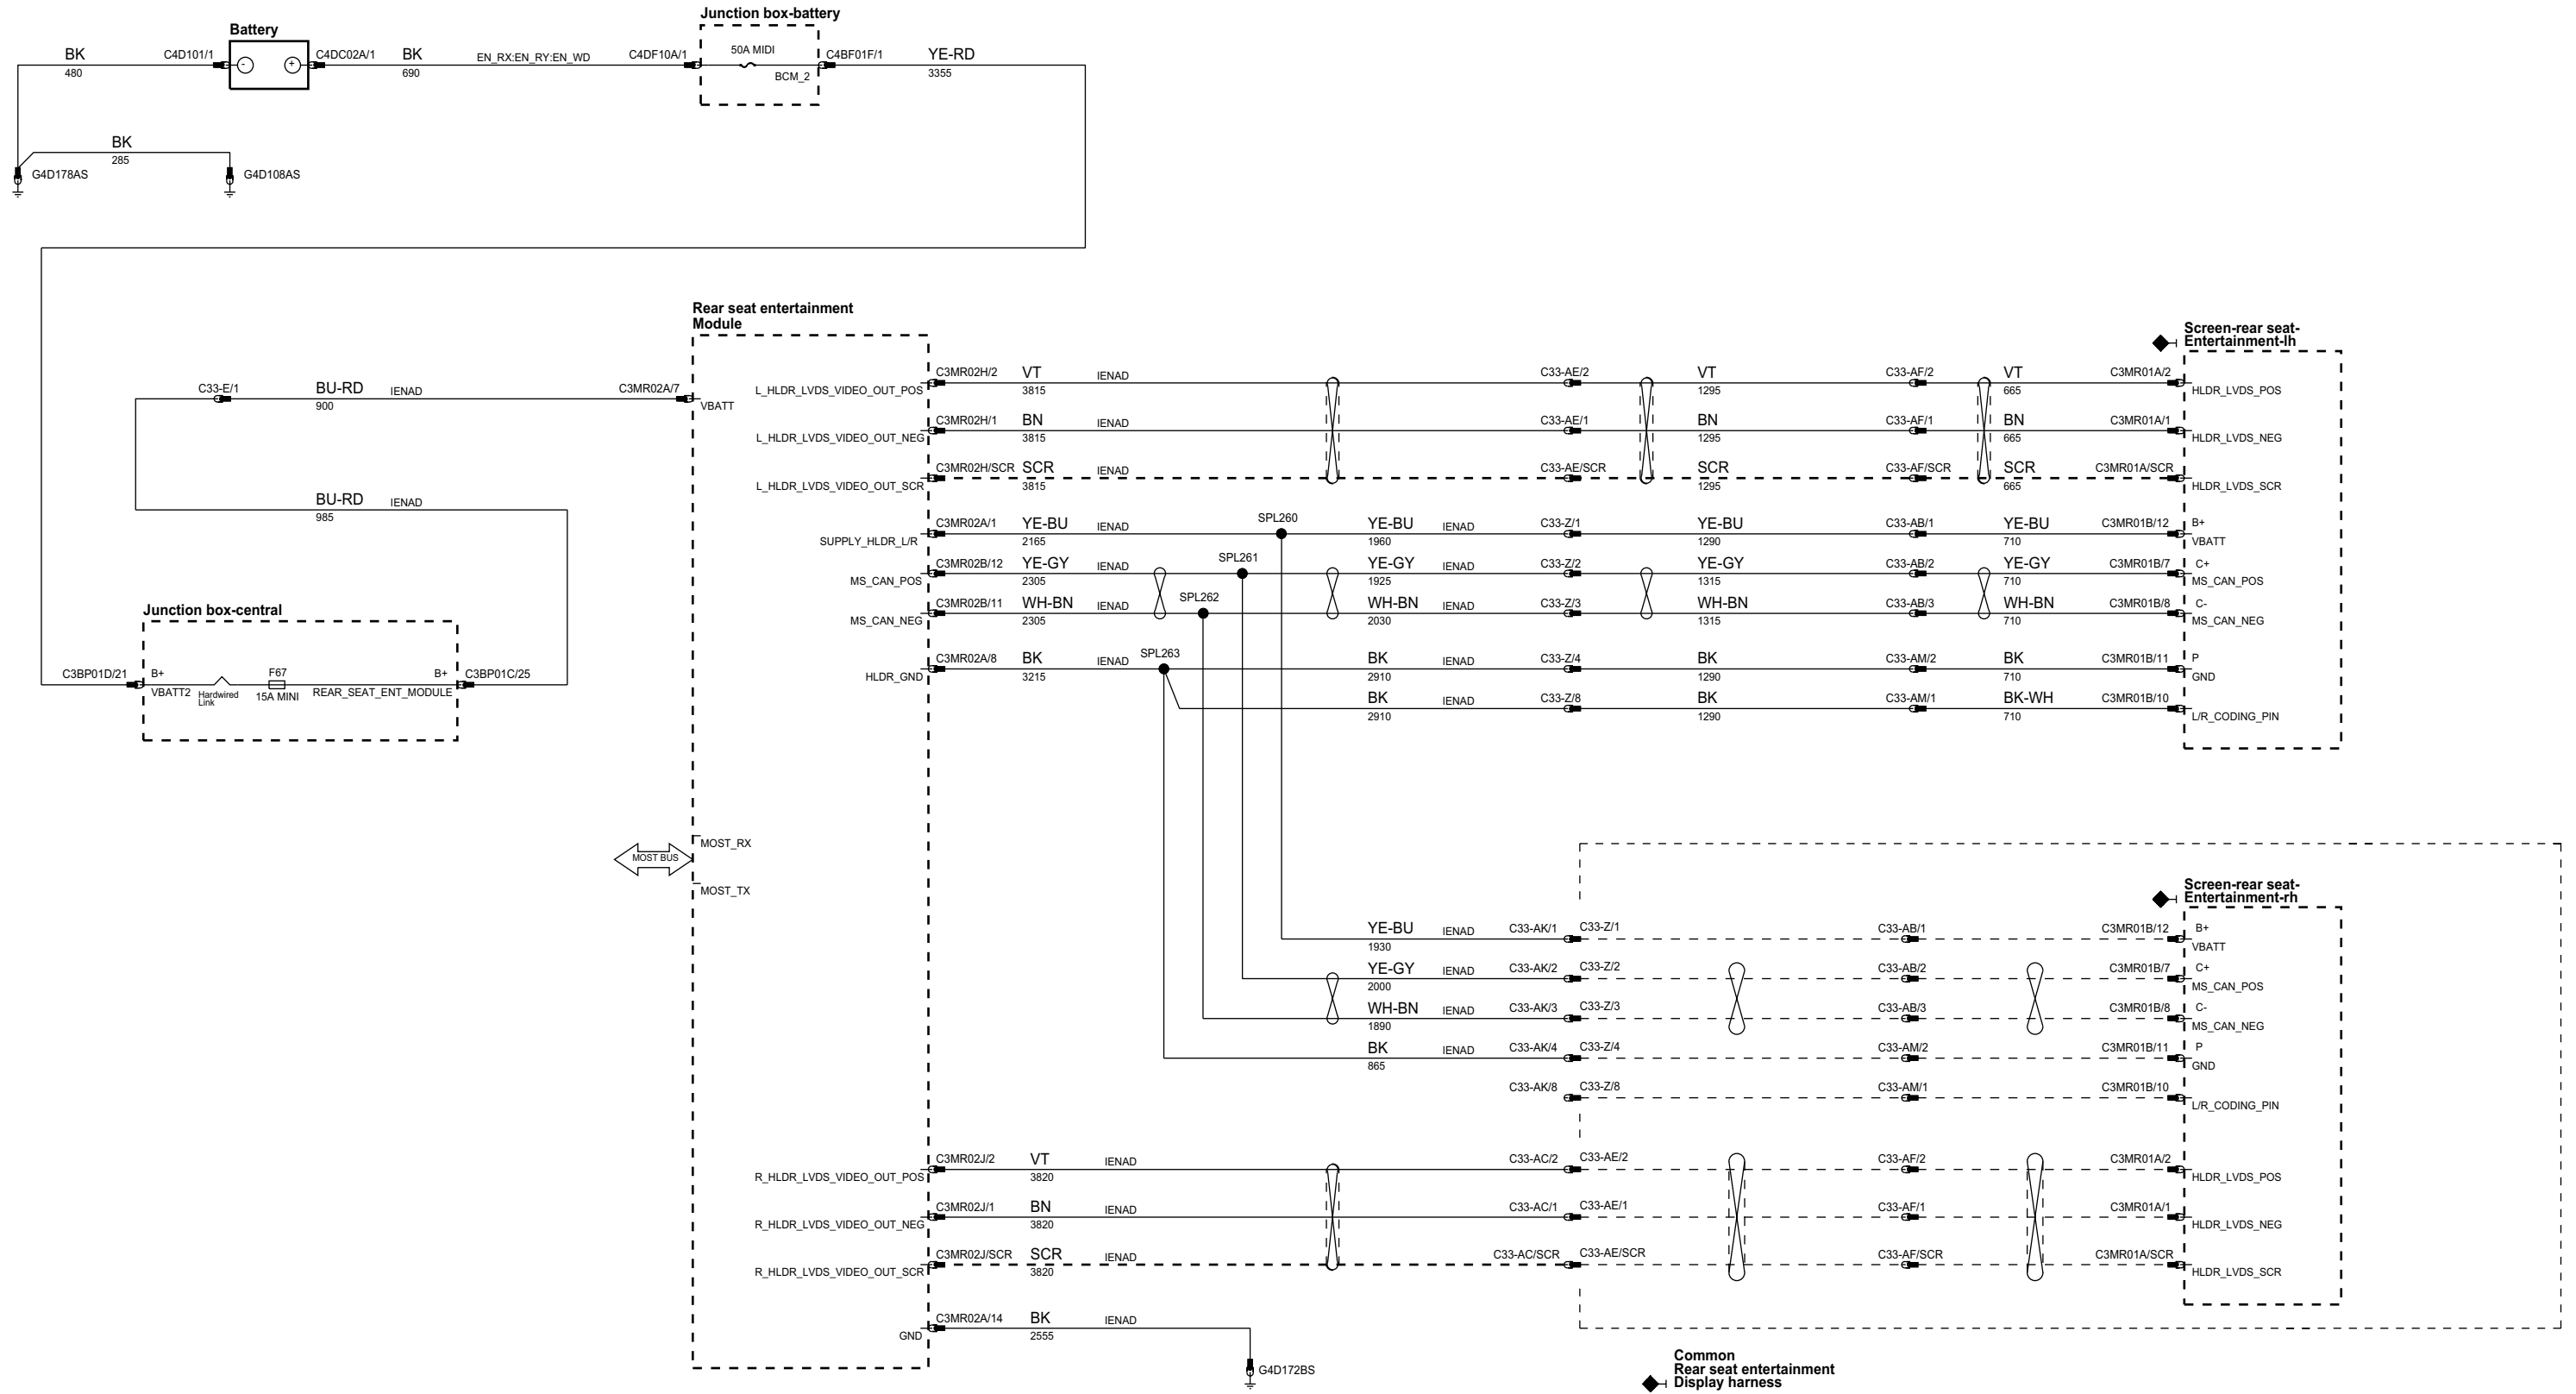 Junction box-battery
Battery
BK
480
C4D101/1
-
+
C4DC02A/1
BK
690
EN_RX:EN_RY:EN_WD
C4DF10A/1
50A MIDI
BCM_2
C4BF01F/1
YE-RD
3355
BK
285
G4D178AS
G4D108AS
Rear seat entertainment
Module
C33-E/1
BU-RD
900
IENAD
C3MR02A/7
VBATT
BU-RD
985
IENAD
Junction box-central
C3BP01D/21
B+
VBATT2
Hardwired
Link
F67
15A MINI
B+
REAR_SEAT_ENT_MODULE
C3BP01C/25
MOST BUS
MOST_RX
MOST_TX
Screen-rear seat-
Entertainment-lh
L_HLDR_LVDS_VIDEO_OUT_POS
C3MR02H/2
VT
3815
IENAD
C33-AE/2
VT
1295
C33-AF/2
VT
665
C3MR01A/2
HLDR_LVDS_POS
L_HLDR_LVDS_VIDEO_OUT_NEG
C3MR02H/1
BN
3815
IENAD
C33-AE/1
BN
1295
C33-AF/1
BN
665
C3MR01A/1
HLDR_LVDS_NEG
L_HLDR_LVDS_VIDEO_OUT_SCR
C3MR02H/SCR
SCR
3815
IENAD
C33-AE/SCR
SCR
1295
C33-AF/SCR
SCR
665
C3MR01A/SCR
HLDR_LVDS_SCR
SUPPLY_HLDR_L/R
C3MR02A/1
YE-BU
2165
IENAD
SPL260
YE-BU
1960
IENAD
C33-Z/1
YE-BU
1290
C33-AB/1
YE-BU
710
C3MR01B/12
B+
VBATT
MS_CAN_POS
C3MR02B/12
YE-GY
2305
IENAD
SPL261
YE-GY
1925
IENAD
C33-Z/2
YE-GY
1315
C33-AB/2
YE-GY
710
C3MR01B/7
C+
MS_CAN_POS
MS_CAN_NEG
C3MR02B/11
WH-BN
2305
IENAD
SPL262
WH-BN
2030
IENAD
C33-Z/3
WH-BN
1315
C33-AB/3
WH-BN
710
C3MR01B/8
C-
MS_CAN_NEG
HLDR_GND
C3MR02A/8
BK
3215
IENAD
SPL263
BK
2910
IENAD
C33-Z/4
BK
1290
C33-AM/2
BK
710
C3MR01B/11
P
GND
BK
2910
IENAD
C33-Z/8
BK
1290
C33-AM/1
BK-WH
710
C3MR01B/10
L/R_CODING_PIN
Screen-rear seat-
Entertainment-rh
YE-BU
1930
IENAD
C33-AK/1
C33-Z/1
C33-AB/1
C3MR01B/12
B+
VBATT
YE-GY
2000
IENAD
C33-AK/2
C33-Z/2
C33-AB/2
C3MR01B/7
C+
MS_CAN_POS
WH-BN
1890
IENAD
C33-AK/3
C33-Z/3
C33-AB/3
C3MR01B/8
C-
MS_CAN_NEG
BK
865
IENAD
C33-AK/4
C33-Z/4
C33-AM/2
C3MR01B/11
P
GND
C33-AK/8
C33-Z/8
C33-AM/1
C3MR01B/10
L/R_CODING_PIN
R_HLDR_LVDS_VIDEO_OUT_POS
C3MR02J/2
VT
3820
IENAD
C33-AC/2
C33-AE/2
C33-AF/2
C3MR01A/2
HLDR_LVDS_POS
R_HLDR_LVDS_VIDEO_OUT_NEG
C3MR02J/1
BN
3820
IENAD
C33-AC/1
C33-AE/1
C33-AF/1
C3MR01A/1
HLDR_LVDS_NEG
R_HLDR_LVDS_VIDEO_OUT_SCR
C3MR02J/SCR
SCR
3820
IENAD
C33-AC/SCR
C33-AE/SCR
C33-AF/SCR
C3MR01A/SCR
HLDR_LVDS_SCR
GND
C3MR02A/14
BK
2555
IENAD
G4D172BS
Common
Rear seat entertainment
Display harness